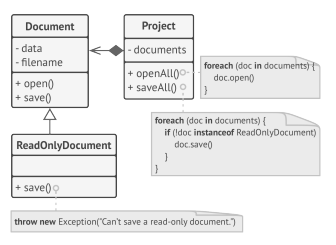 Document
- data
- filename
+ open()
+ save()
Project
- documents
+ openAll()
+ saveAll()
foreach (doc in documents) {
doc.open()
}
foreach (doc in documents) {
if (!doc instanceof ReadOnlyDocument)
doc.save()
}
}
ReadOnlyDocument
+ save()
throw new Exception("Can't save a read-only document.")